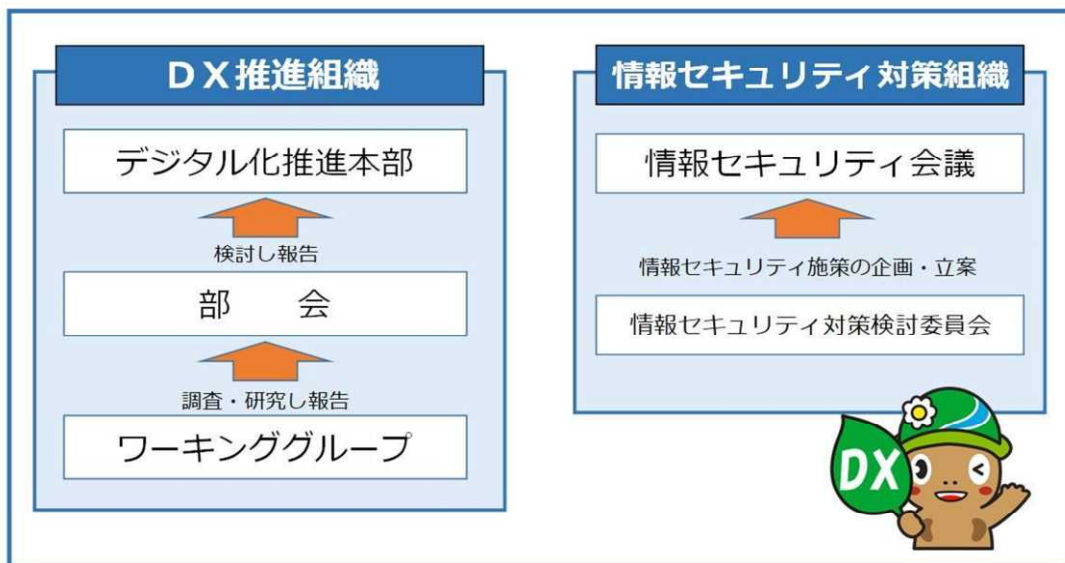 DX推進組織
デジタル化推進本部
検討し報告
部　　会
調査・研究し報告
ワーキンググループ
情報セキュリティ対策組織
情報セキュリティ会議
情報セキュリティ施策の企画・立案
情報セキュリティ対策検討委員会
DX